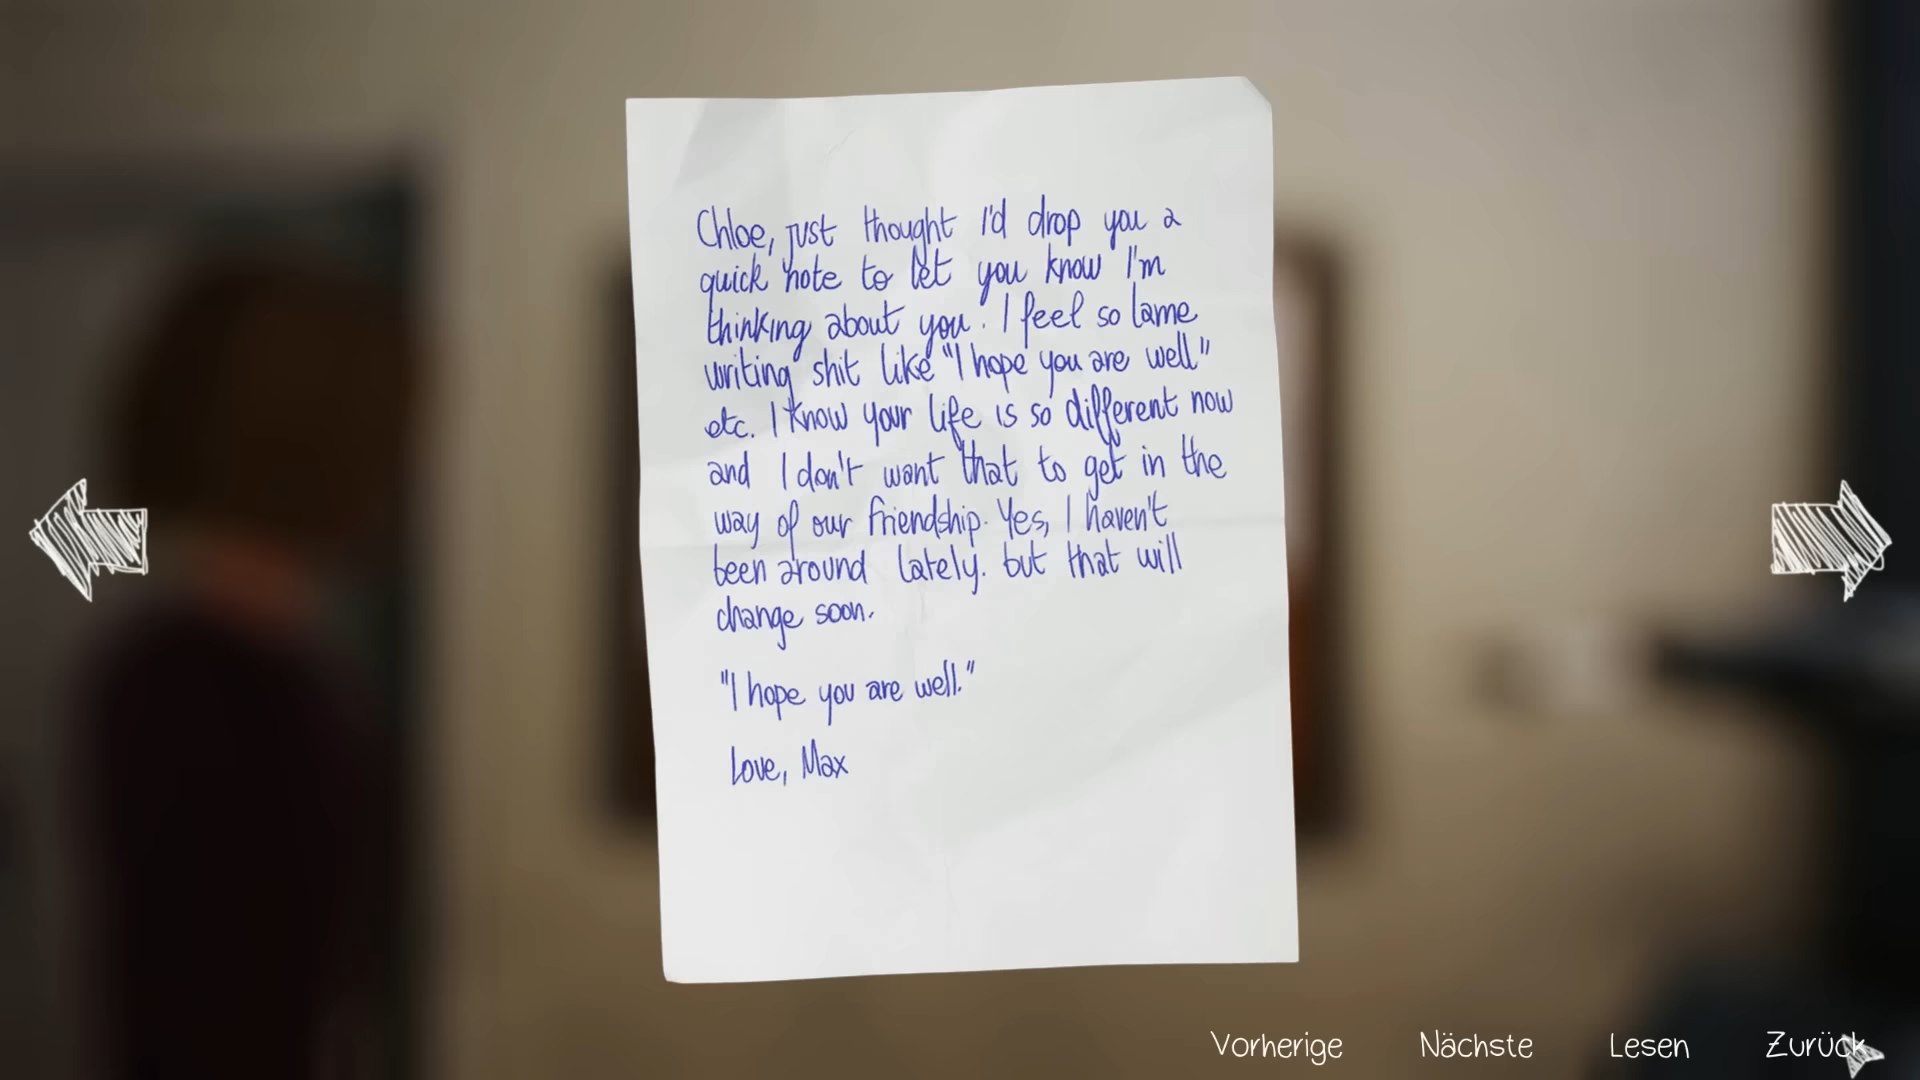 Chloe, just thought I'd drop you a
quick note to let you know I'm
thinking about you. I feel so lame
writing shit like "I hope you are well"
etc. I know your life is so different now
and I don't want that to get in the
way of our friendship. Yes, I haven't
been around lately. but that will
change soon.
"I hope you are well."
Love, Max
Vorherige Nächste Lesen Zurück